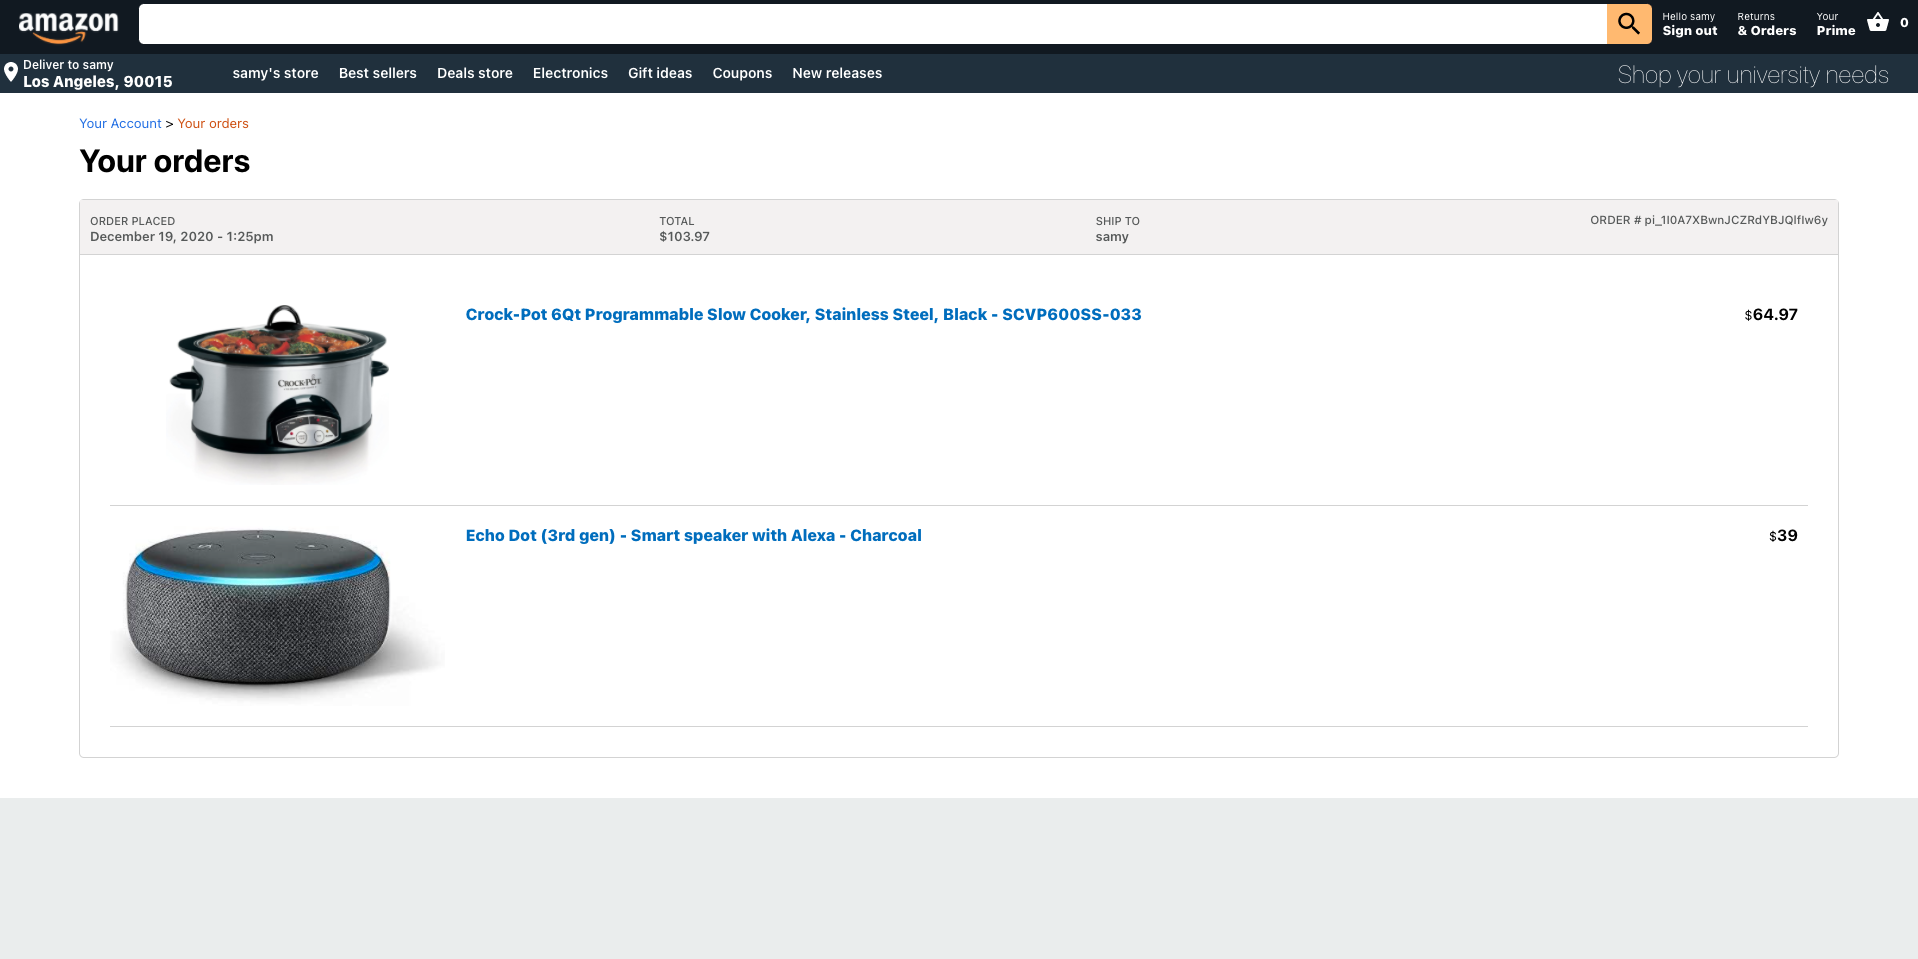 amazon
Hello samy
Sign out
Returns
& Orders
Your
Prime
0
Deliver to samy
Los Angeles, 90015
samy's store
Best sellers
Deals store
Electronics
Gift ideas
Coupons
New releases
Shop your university needs
Your Account > Your orders
Your orders
ORDER PLACED
December 19, 2020 - 1:25pm
TOTAL
$103.97
SHIP TO
samy
ORDER # pi_1I0A7XBwnJCZRdYBJQIfIw6y
CROCK-POT
Crock-Pot 6Qt Programmable Slow Cooker, Stainless Steel, Black - SCVP600SS-033
$64.97
Echo Dot (3rd gen) - Smart speaker with Alexa - Charcoal
$39